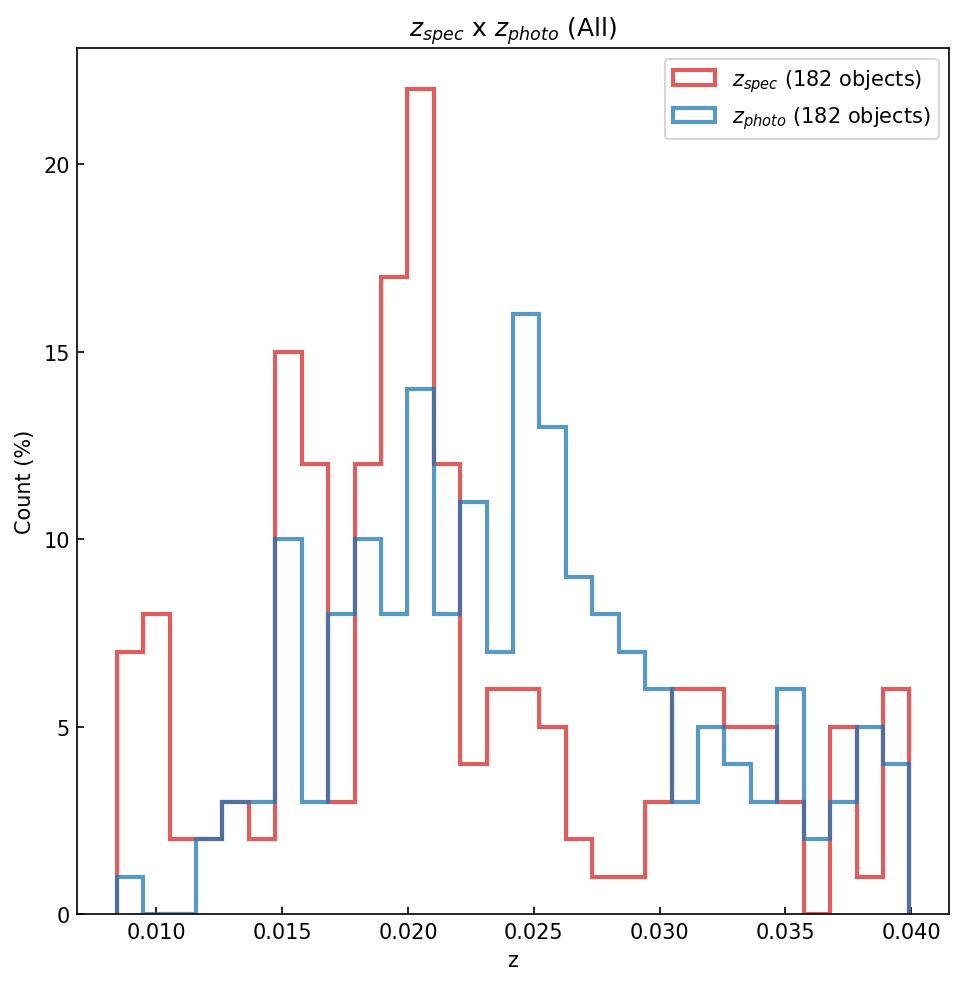 z_spec x z_photo (All)
z_spec (182 objects)
z_photo (182 objects)
Count (%)
20
15
10
5
0
0.010 0.015 0.020 0.025 0.030 0.035 0.040
z